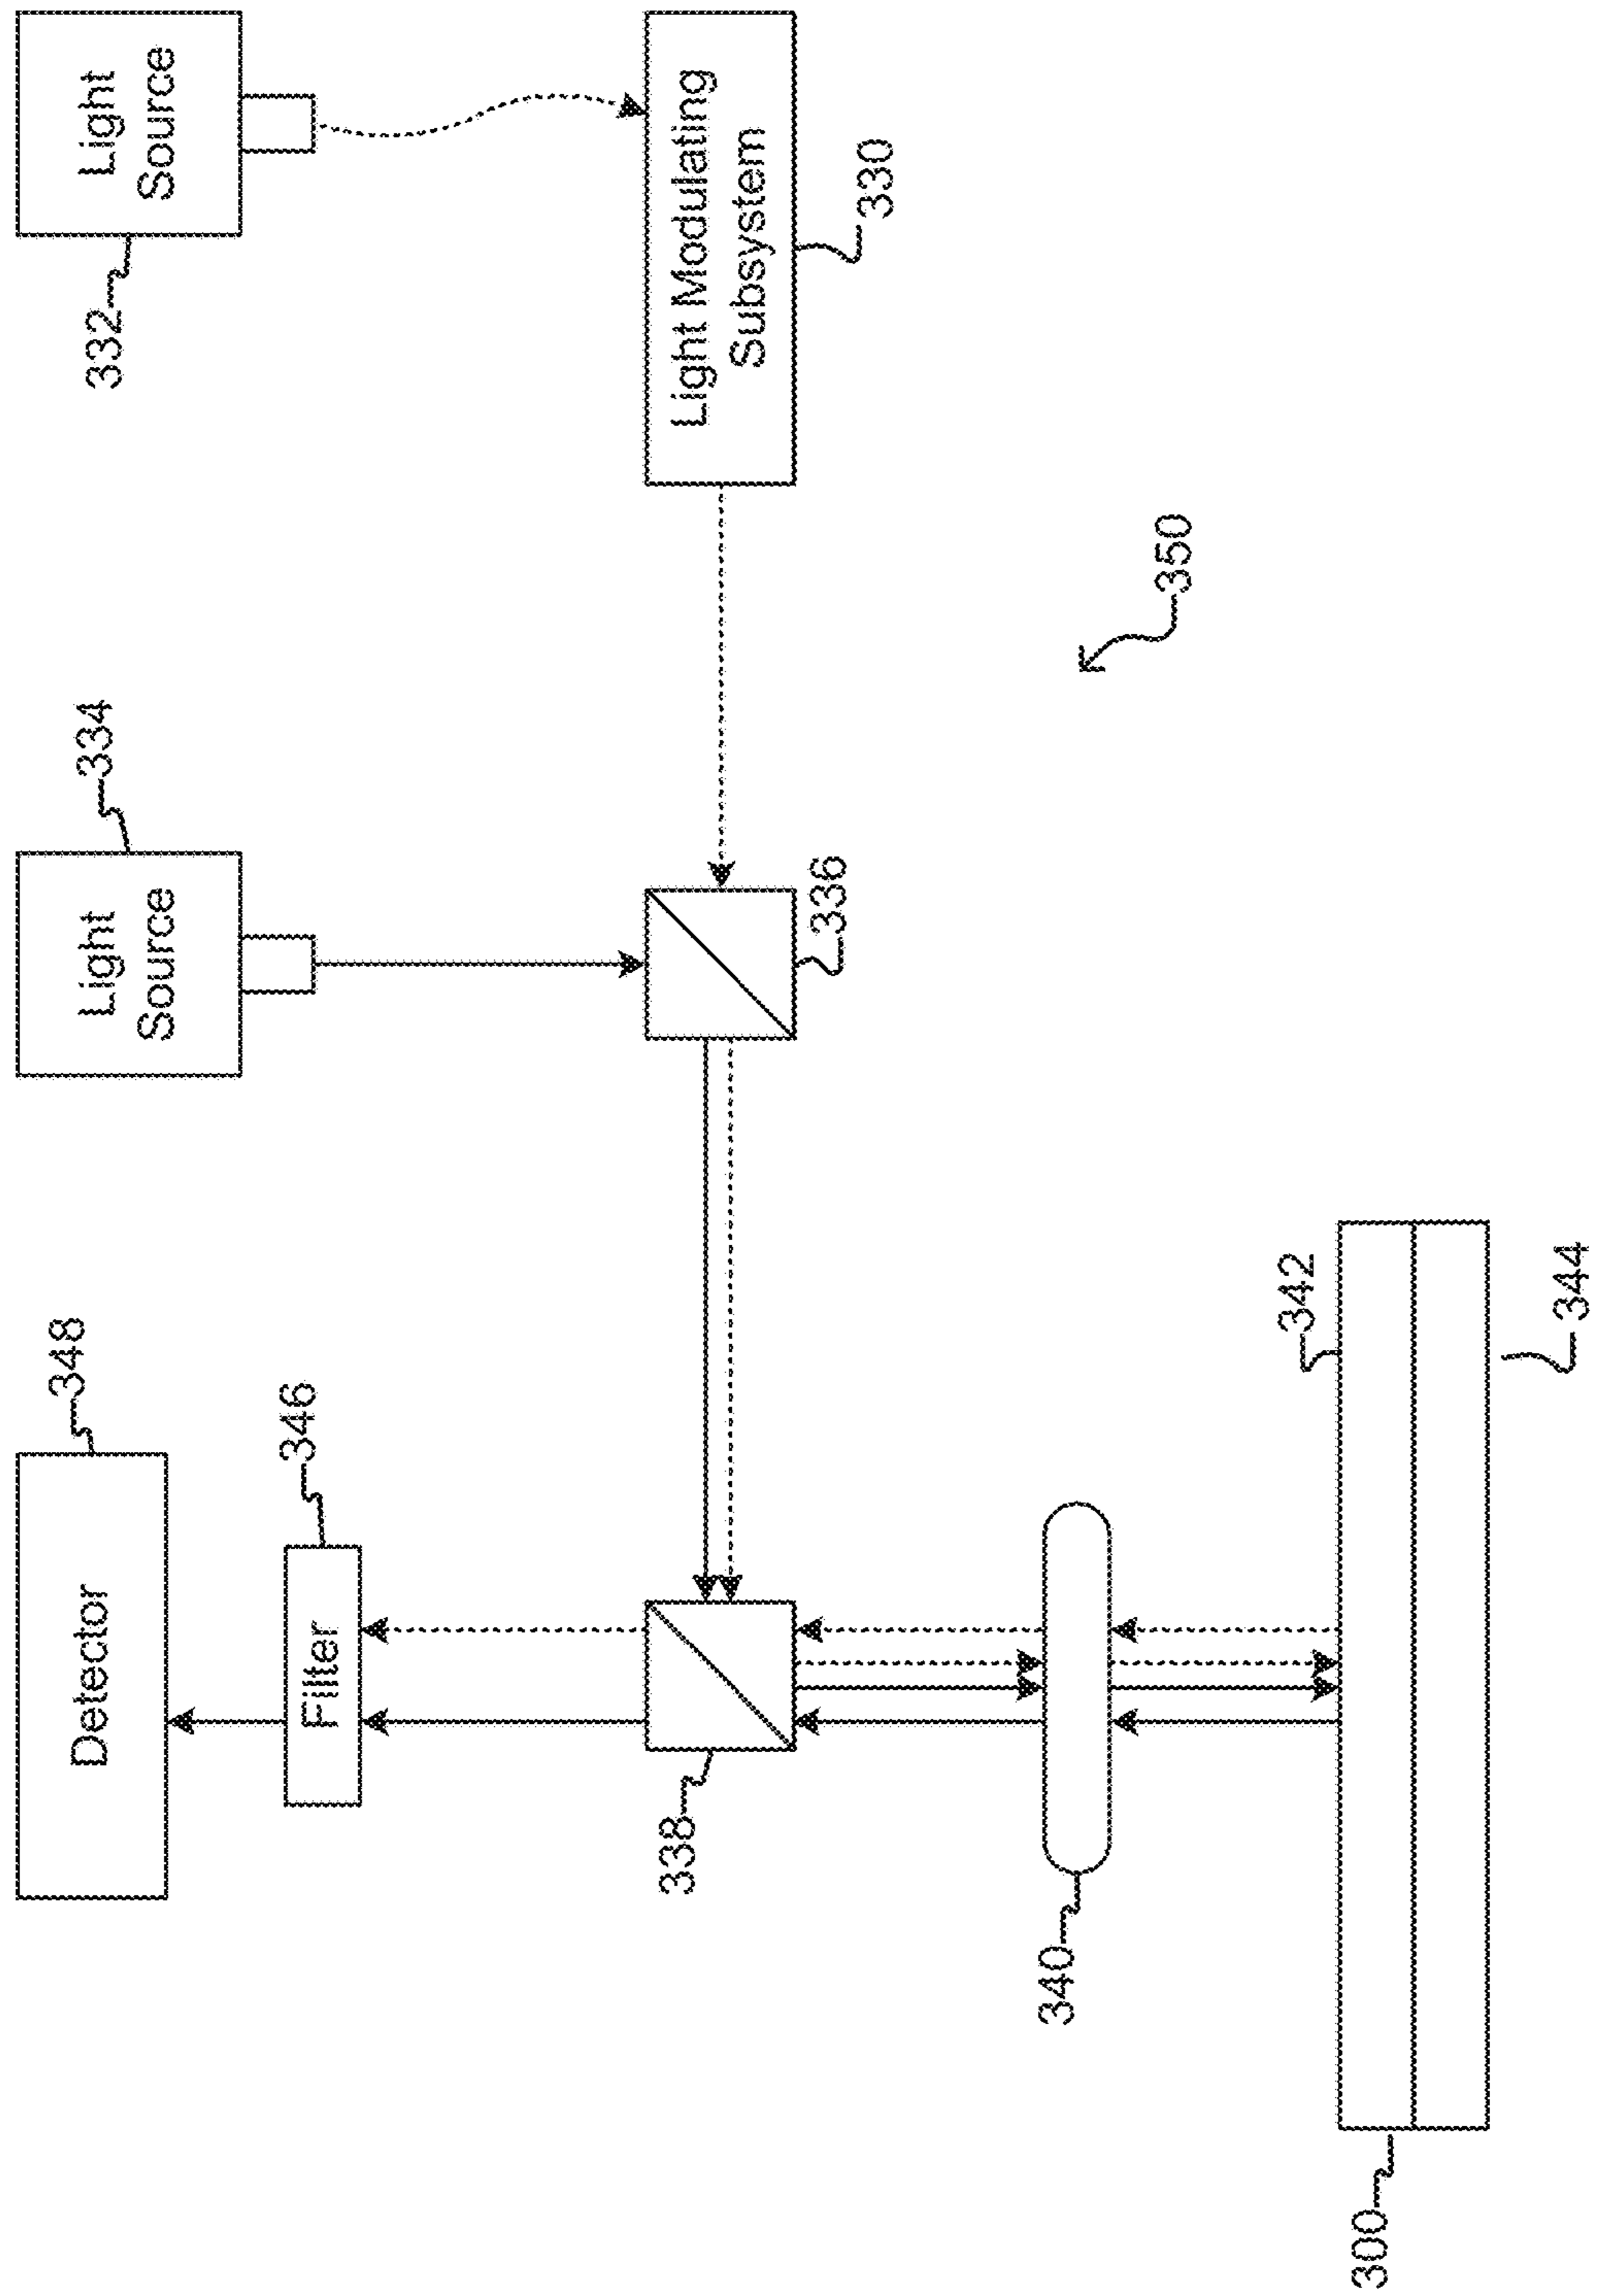 Detector
348
Light
Source
334
Light
Source
332
Filter
346
338
336
Light Modulating
Subsystem
330
340
350
342
300
344